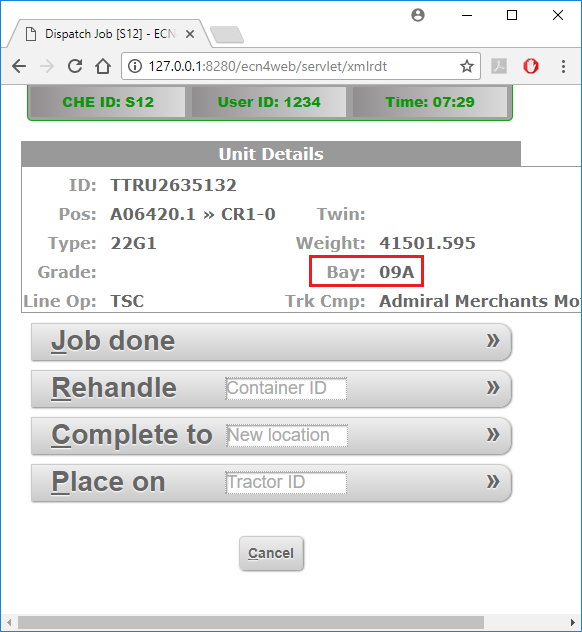 Dispatch Job [S12] - ECN
127.0.0.1:8280/ecn4web/servlet/xmlrdt
CHE ID: S12 User ID: 1234 Time: 07:29
Unit Details
ID: TTRU2635132
Pos: A06420.1 » CR1-0 Twin:
Type: 22G1 Weight: 41501.595
Grade: Bay: 09A
Line Op: TSC Trk Cmp: Admiral Merchants Mo
Job done »
Rehandle Container ID »
Complete to New location »
Place on Tractor ID »
Cancel